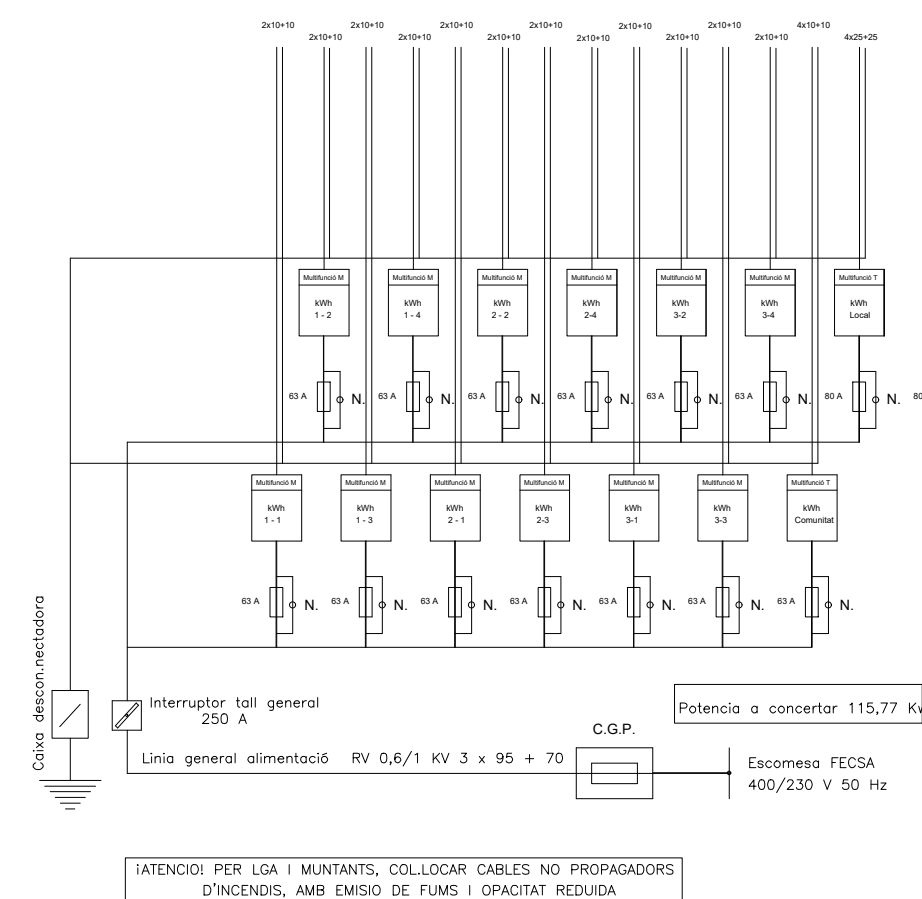 2x10+10 2x10+10 2x10+10 2x10+10 2x10+10 2x10+10 4x10+10
2x10+10 2x10+10 2x10+10 2x10+10 2x10+10 2x10+10 4x25+25
Multifunció M Multifunció M Multifunció M Multifunció M Multifunció M Multifunció M Multifunció T
kWh kWh kWh kWh kWh kWh kWh
1 - 2 1 - 4 2 - 2 2-4 3-2 3-4 Local
63 A N. 63 A N. 63 A N. 63 A N. 63 A N. 63 A N. 80 A N. 80
Multifunció M Multifunció M Multifunció M Multifunció M Multifunció M Multifunció M Multifunció T
kWh kWh kWh kWh kWh kWh kWh
1 - 1 1 - 3 2 - 1 2-3 3-1 3-3 Comunitat
63 A N. 63 A N. 63 A N. 63 A N. 63 A N. 63 A N. 63 A N.
Caixa descon.nectadora
Interruptor tall general
250 A
Potencia a concertar 115,77 Kw
C.G.P.
Linia general alimentació RV 0,6/1 KV 3 x 95 + 70
Escomesa FECSA
400/230 V 50 Hz
¡ATENCIO! PER LGA I MUNTANTS, COL.LOCAR CABLES NO PROPAGADORS
D'INCENDIS, AMB EMISIO DE FUMS I OPACITAT REDUIDA